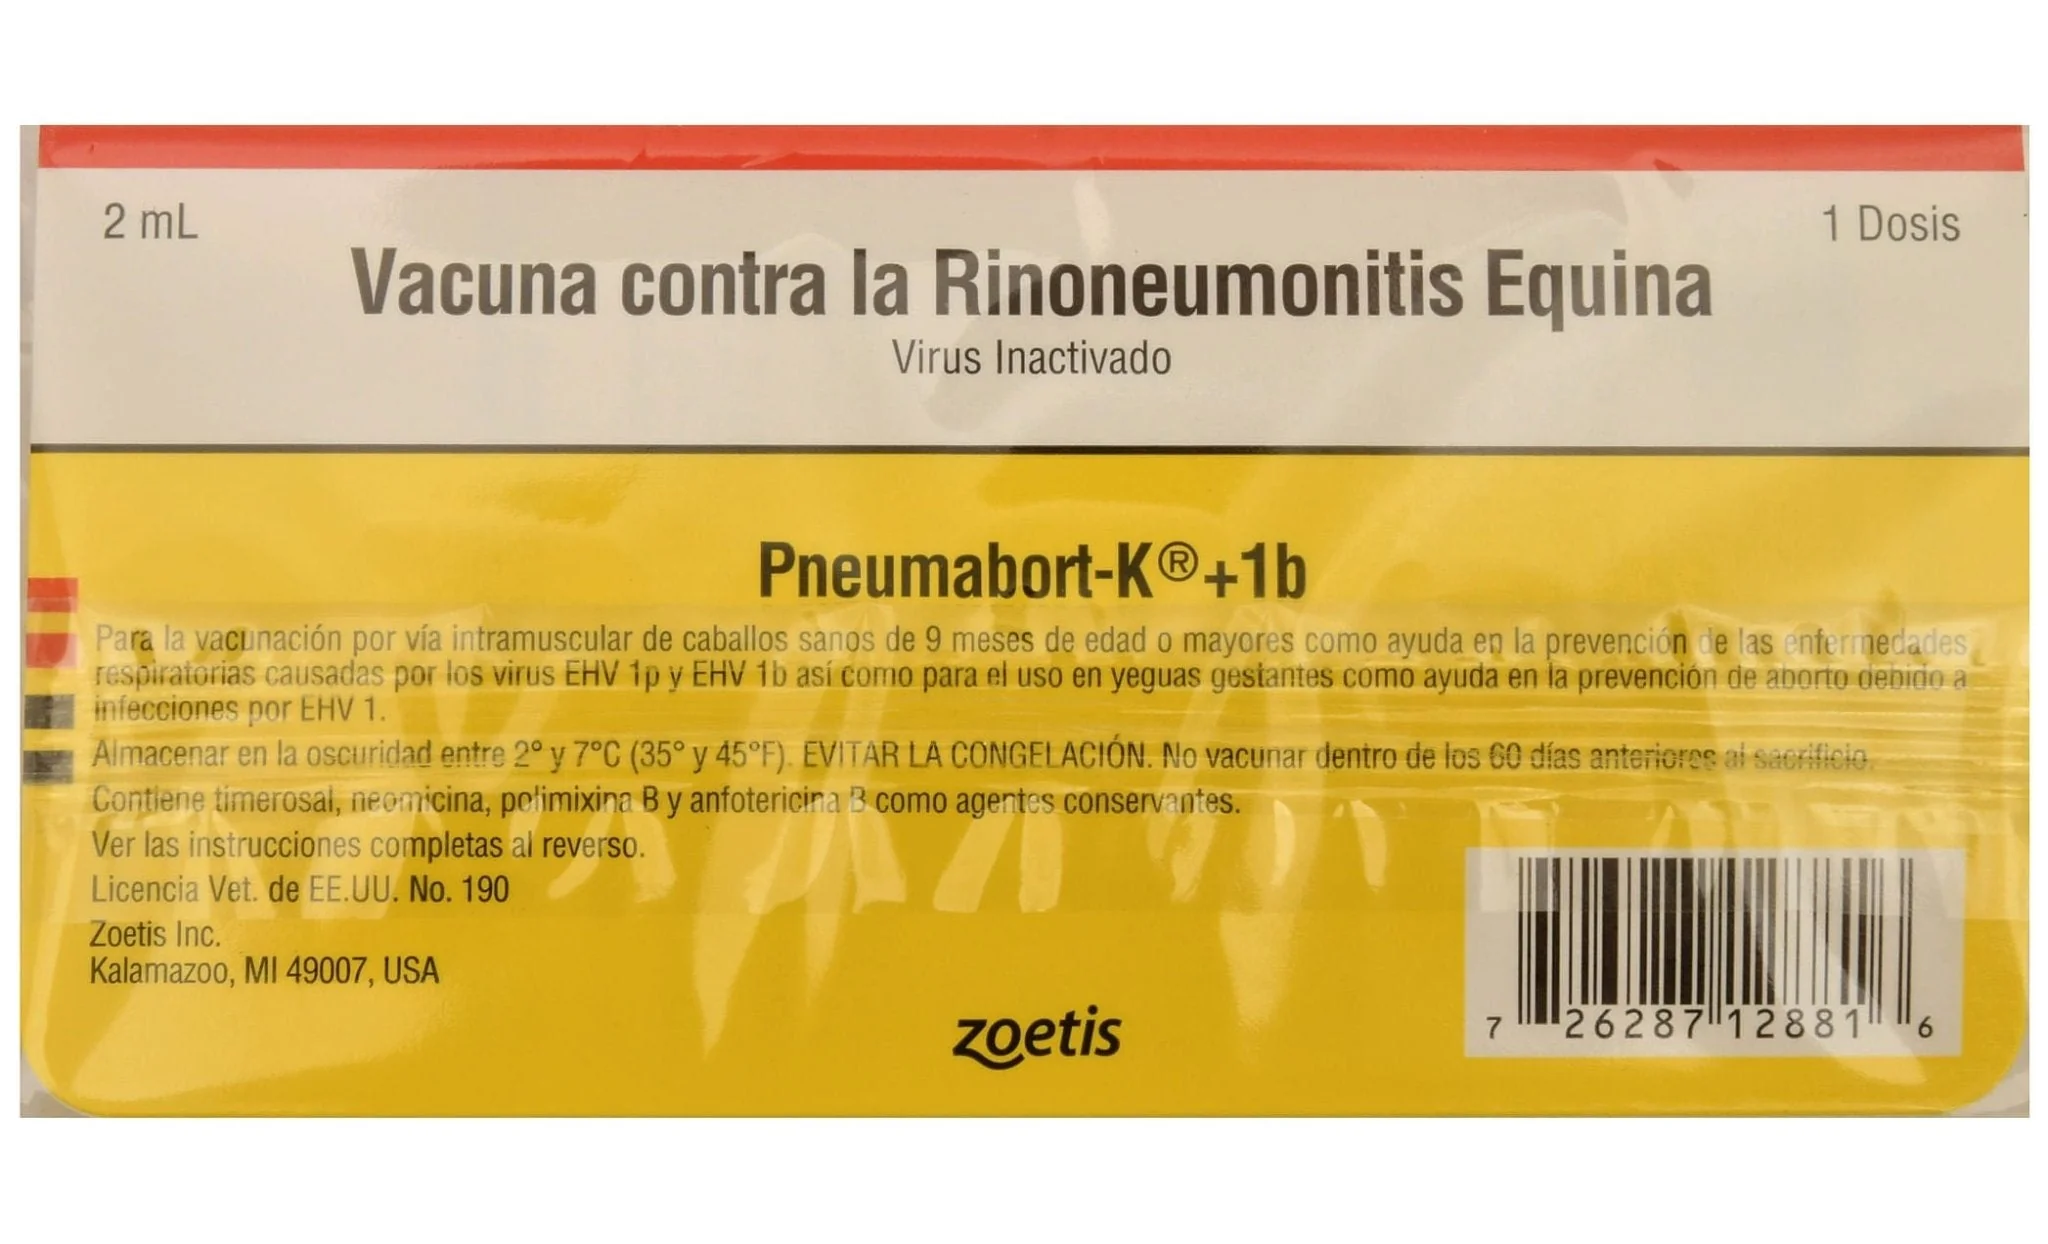 2 mL
1 Dosis
Vacuna contra la Rinoneumonitis Equina
Virus Inactivado
Pneumabort-K®+1b
Para la vacunación por vía intramuscular de caballos sanos de 9 meses de edad o mayores como ayuda en la prevención de las enfermedades
respiratorias causadas por los virus EHV 1p y EHV 1b así como para el uso en yeguas gestantes como ayuda en la prevención de aborto debido a
infecciones por EHV 1.
Almacenar en la oscuridad entre 2° y 7°C (35° y 45°F). EVITAR LA CONGELACIÓN. No vacunar dentro de los 60 días anteriores al sacrificio.
Contiene timerosal, neomicina, polimixina B y anfotericina B como agentes conservantes.
Ver las instrucciones completas al reverso.
Licencia Vet. de EE.UU. No. 190
Zoetis Inc.
Kalamazoo, MI 49007, USA
zoetis
7 26287 12881 6